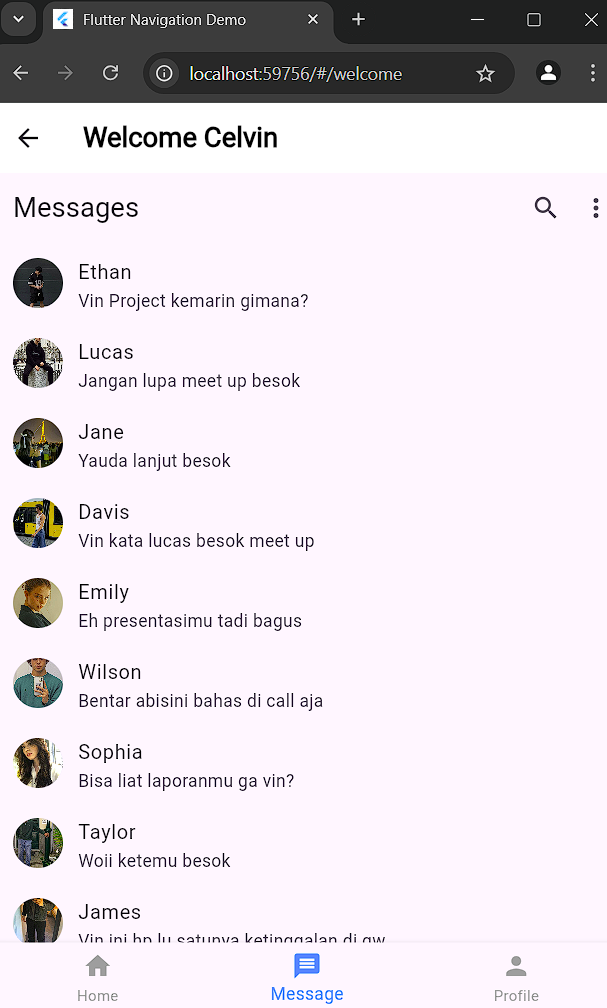 Flutter Navigation Demo
localhost:59756/#/welcome
Welcome Celvin
Messages
Ethan
Vin Project kemarin gimana?
Lucas
Jangan lupa meet up besok
Jane
Yauda lanjut besok
Davis
Vin kata lucas besok meet up
Emily
Eh presentasimu tadi bagus
Wilson
Bentar abisini bahas di call aja
Sophia
Bisa liat laporanmu ga vin?
Taylor
Woii ketemu besok
James
Vin ini hp lu satunya ketinggalan di gw
Home
Message
Profile